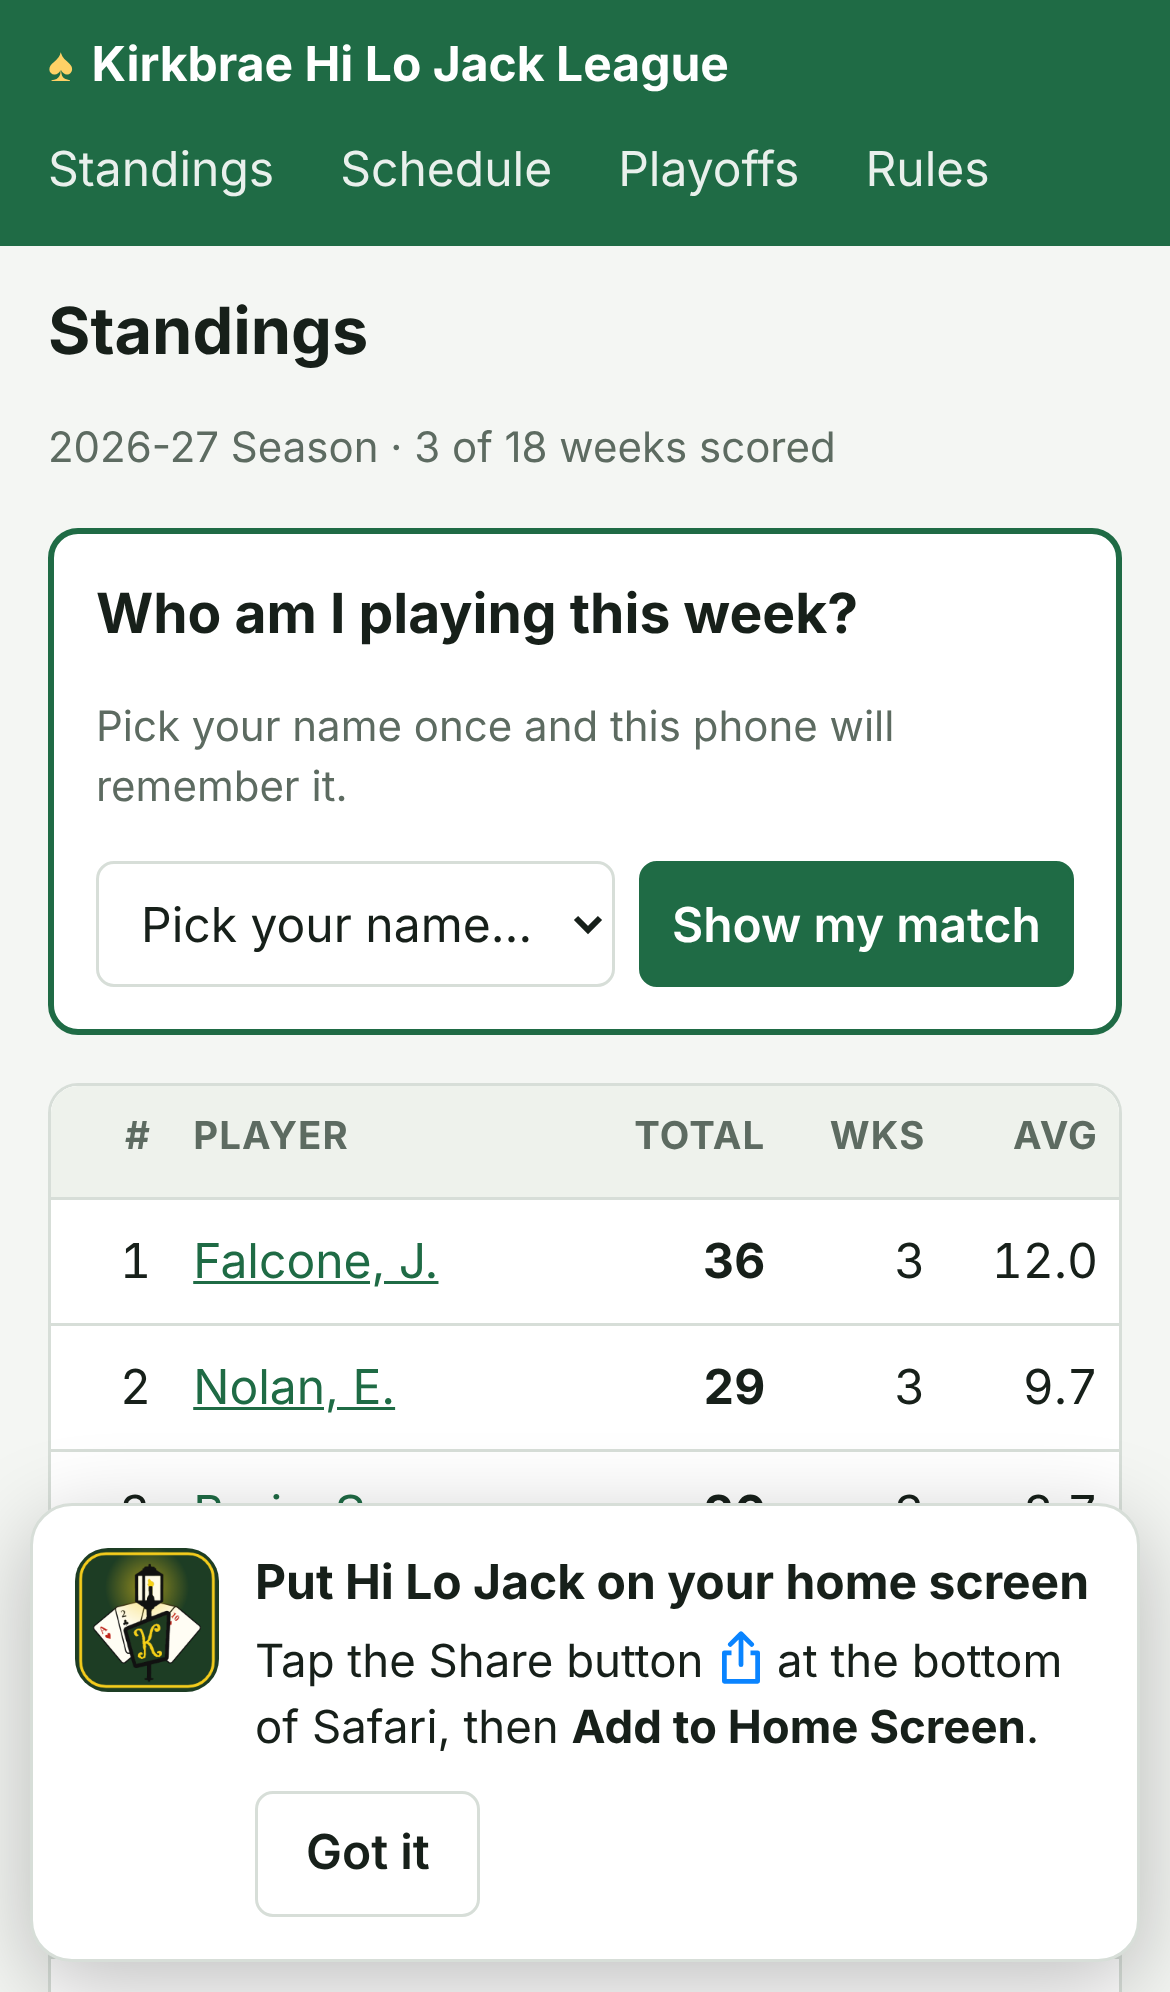 ♠ Kirkbrae Hi Lo Jack League
Standings Schedule Playoffs Rules
Standings
2026-27 Season · 3 of 18 weeks scored
Who am I playing this week?
Pick your name once and this phone will
remember it.
Pick your name... Show my match
# PLAYER TOTAL WKS AVG
1 Falcone, J. 36 3 12.0
2 Nolan, E. 29 3 9.7
K
Put Hi Lo Jack on your home screen
Tap the Share button at the bottom
of Safari, then Add to Home Screen.
Got it